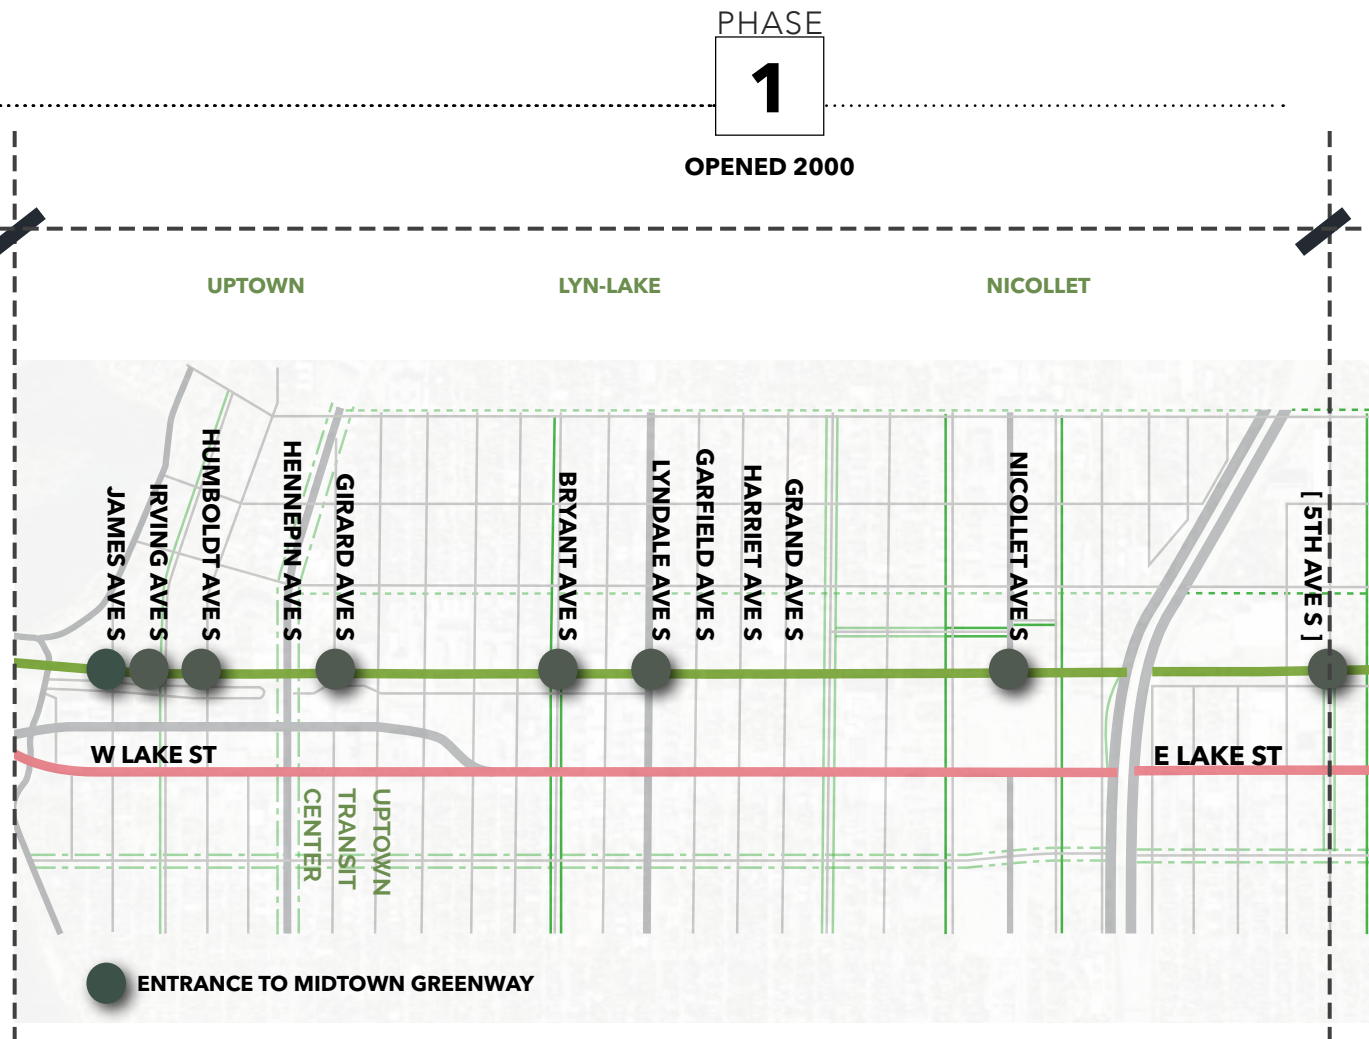 PHASE
1
OPENED 2000
UPTOWN
LYN-LAKE
NICOLLET
JAMES AVE S
IRVING AVE S
HUMBOLDT AVE S
HENNEPIN AVE S
GIRARD AVE S
BRYANT AVE S
LYNDALE AVE S
GARFIELD AVE S
HARRIET AVE S
GRAND AVE S
NICOLLET AVE S
[ 5TH AVE S ]
W LAKE ST
E LAKE ST
UPTOWN
TRANSIT
CENTER
ENTRANCE TO MIDTOWN GREENWAY